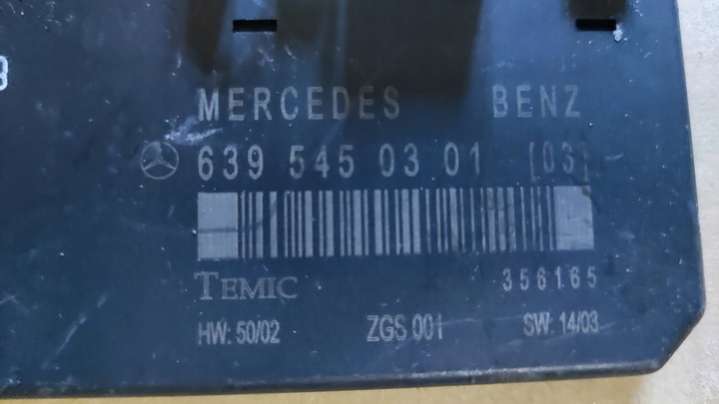 MERCEDES BENZ
639 545 03 01 [03]
TEMIC 356165
HW: 50/02 ZGS 001 SW: 14/03